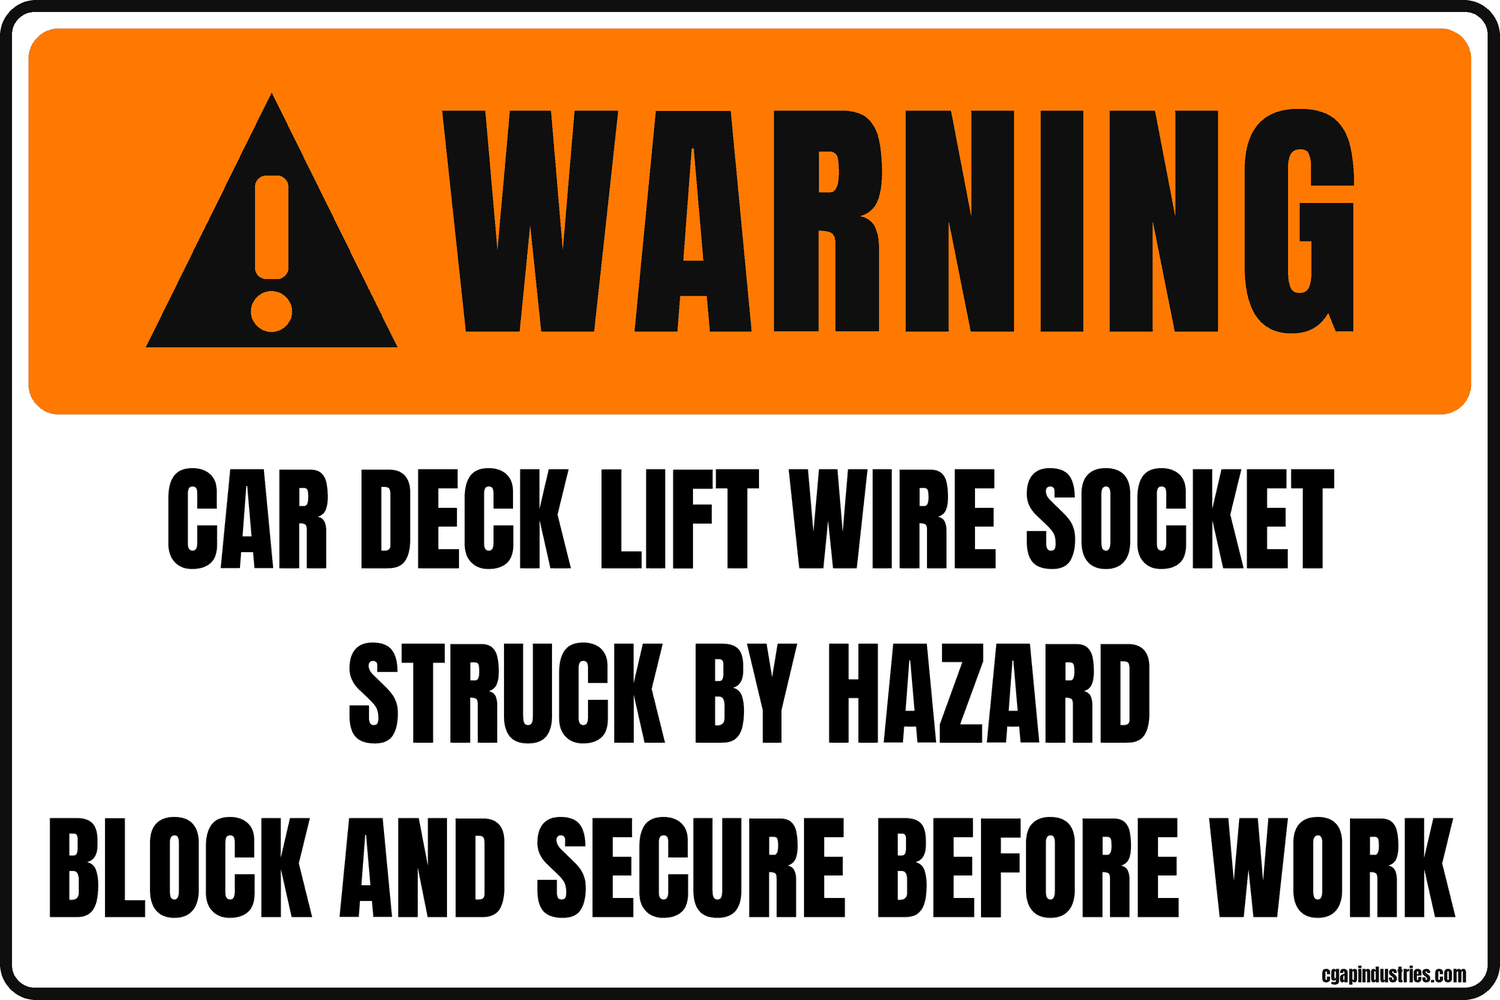 WARNING
CAR DECK LIFT WIRE SOCKET
STRUCK BY HAZARD
BLOCK AND SECURE BEFORE WORK
cgapindustries.com